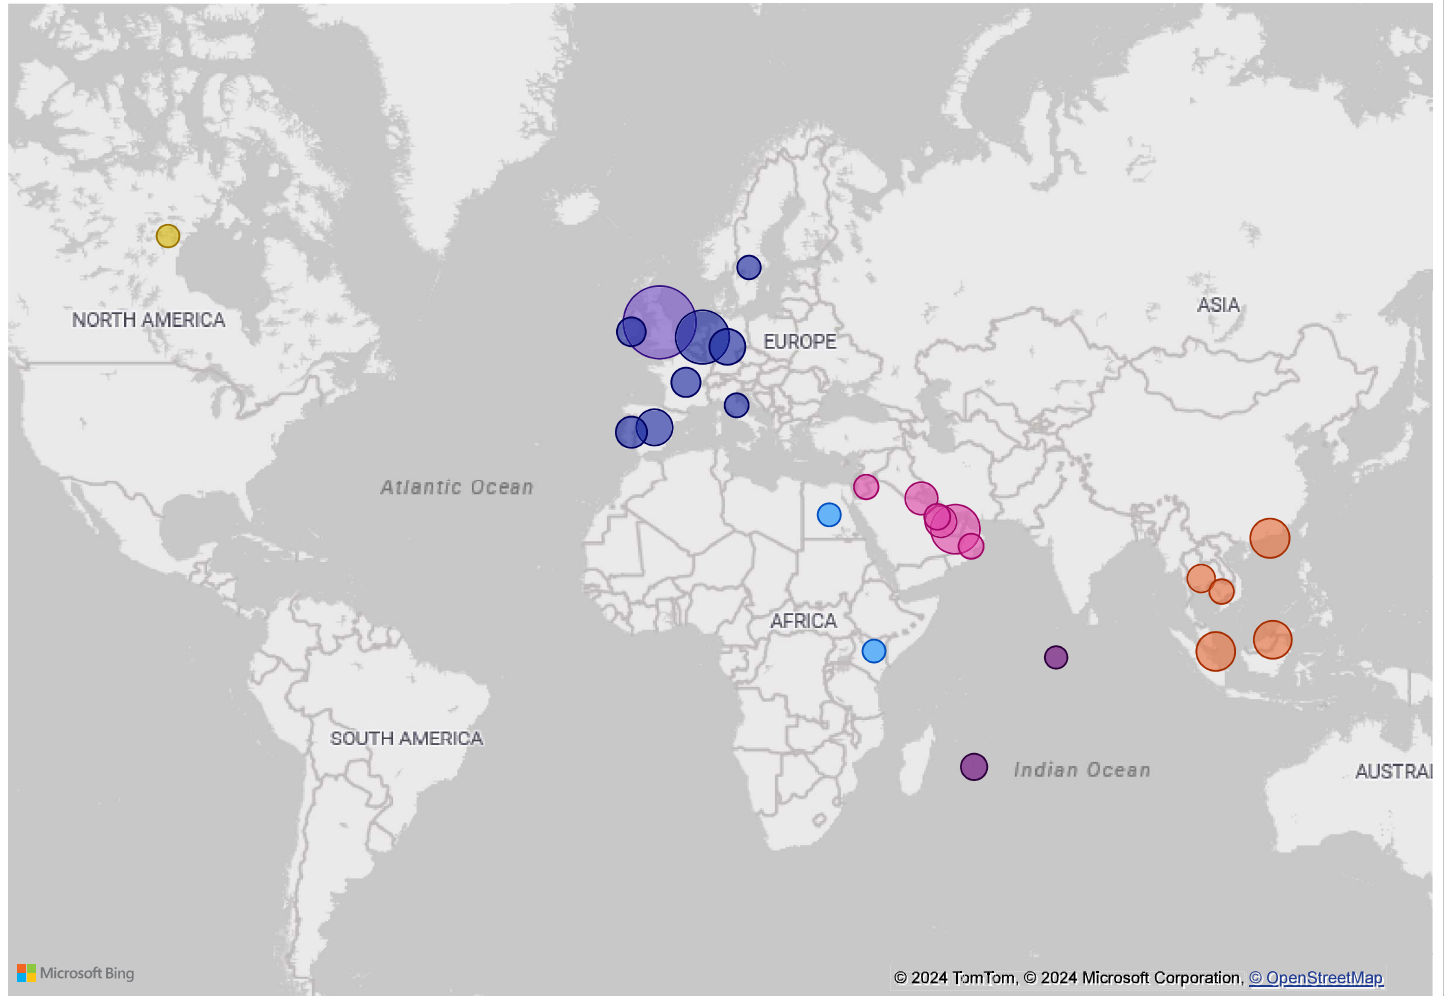 ASIA
NORTH AMERICA
EUROPE
Atlantic Ocean
AFRICA
SOUTH AMERICA
Indian Ocean
AUSTRAL
Microsoft Bing
© 2024 TomTom, © 2024 Microsoft Corporation, © OpenStreetMap